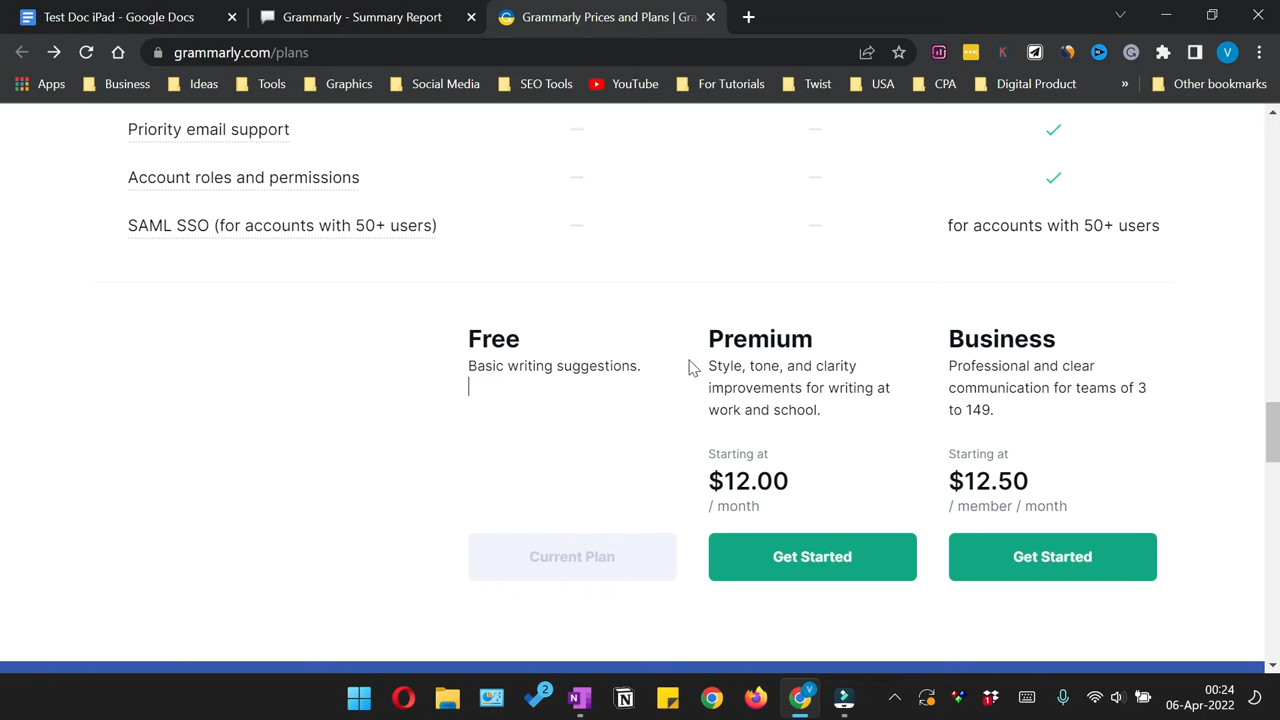 Test Doc iPad - Google Docs
Grammarly - Summary Report
Grammarly Prices and Plans | Gra
grammarly.com/plans
Apps
Business
Ideas
Tools
Graphics
Social Media
SEO Tools
YouTube
For Tutorials
Twist
USA
CPA
Digital Product
»
Other bookmarks
Priority email support
Account roles and permissions
SAML SSO (for accounts with 50+ users)
for accounts with 50+ users
Free
Basic writing suggestions.
Current Plan
Premium
Style, tone, and clarity
improvements for writing at
work and school.
Starting at
$12.00
/ month
Get Started
Business
Professional and clear
communication for teams of 3
to 149.
Starting at
$12.50
/ member / month
Get Started
00:24
06-Apr-2022